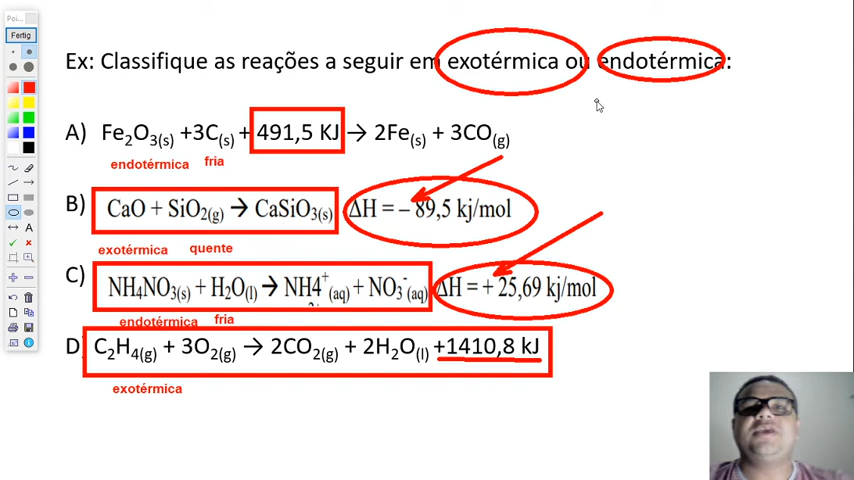 Poi...
Fertig
Ex: Classifique as reações a seguir em exotérmica ou endotérmica:
A) Fe₂O₃(s) +3C(s) + 491,5 KJ → 2Fe(s) + 3CO(g)
endotérmica fria
B) CaO + SiO₂(g) → CaSiO₃(s) ΔH = – 89,5 kj/mol
exotérmica quente
C) NH₄NO₃(s) + H₂O(l) → NH4⁺(aq) + NO₃⁻(aq) ΔH = + 25,69 kj/mol
endotérmica fria
D) C₂H₄(g) + 3O₂(g) → 2CO₂(g) + 2H₂O(l) +1410,8 kJ
exotérmica